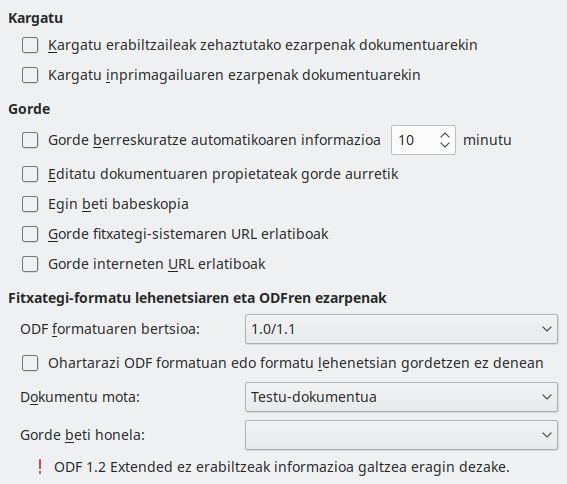 Kargatu
Kargatu erabiltzaileak zehaztutako ezarpenak dokumentuarekin
Kargatu inprimagailuaren ezarpenak dokumentuarekin
Gorde
Gorde berreskuratze automatikoaren informazioa 10 minutu
Editatu dokumentuaren propietateak gorde aurretik
Egin beti babeskopia
Gorde fitxategi-sistemaren URL erlatiboak
Gorde interneten URL erlatiboak
Fitxategi-formatu lehenetsiaren eta ODFren ezarpenak
ODF formatuaren bertsioa: 1.0/1.1
Ohartarazi ODF formatuan edo formatu lehenetsian gordetzen ez denean
Dokumentu mota: Testu-dokumentua
Gorde beti honela:
! ODF 1.2 Extended ez erabiltzeak informazioa galtzea eragin dezake.